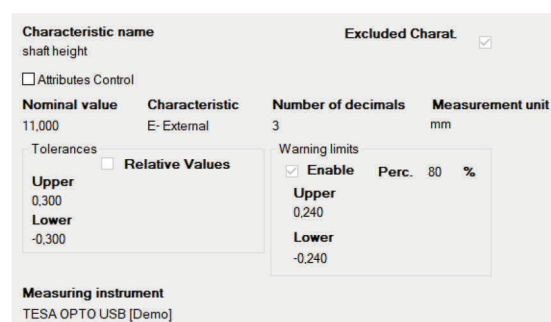 Characteristic name Excluded Charat.
shaft height
Attributes Control
Nominal value Characteristic Number of decimals Measurement unit
11,000 E- External 3 mm
Tolerances Warning limits
Relative Values Enable Perc. 80 %
Upper Upper
0,300 0,240
Lower Lower
-0,300 -0,240
Measuring instrument
TESA OPTO USB [Demo]